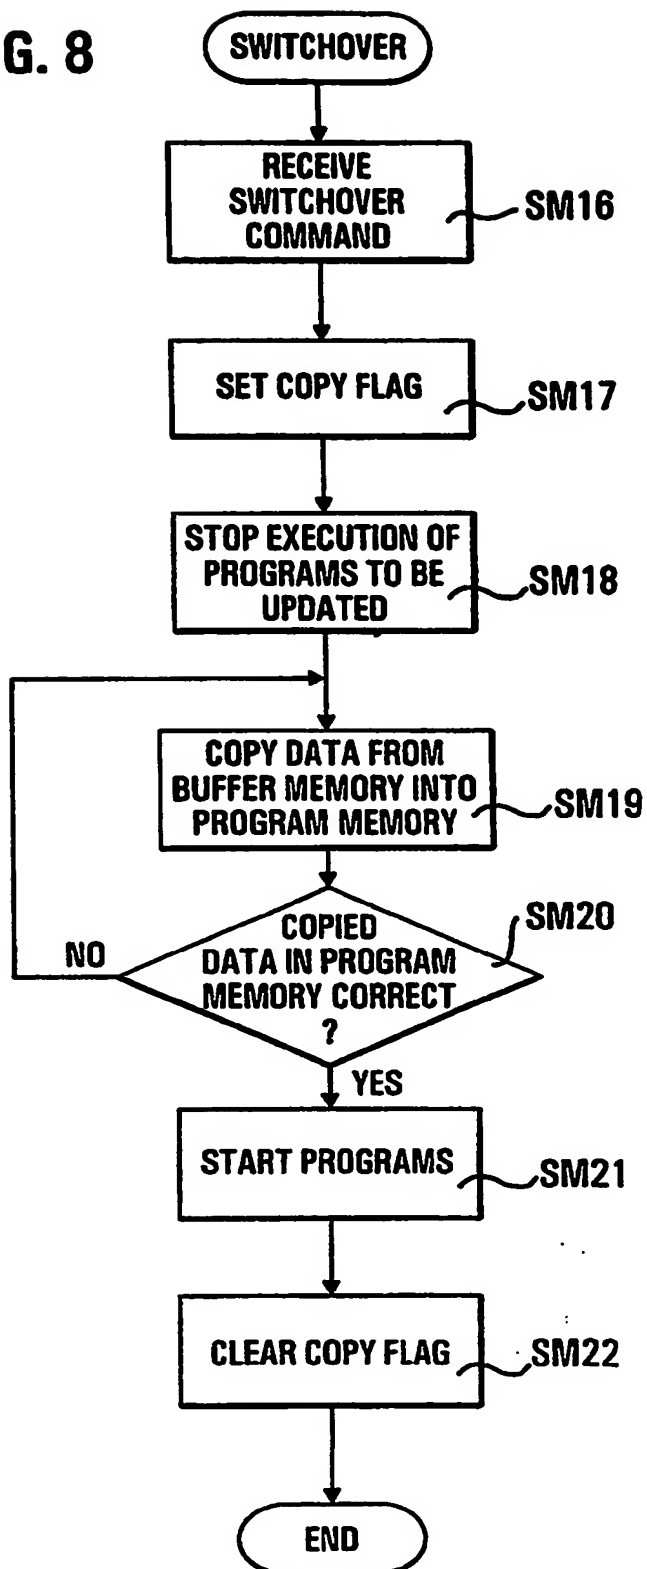 G. 8
SWITCHOVER
RECEIVE
SWITCHOVER
COMMAND
SM16
SET COPY FLAG
SM17
STOP EXECUTION OF
PROGRAMS TO BE
UPDATED
SM18
COPY DATA FROM
BUFFER MEMORY INTO
PROGRAM MEMORY
SM19
COPIED
DATA IN PROGRAM
MEMORY CORRECT
?
SM20
NO
YES
START PROGRAMS
SM21
CLEAR COPY FLAG
SM22
END